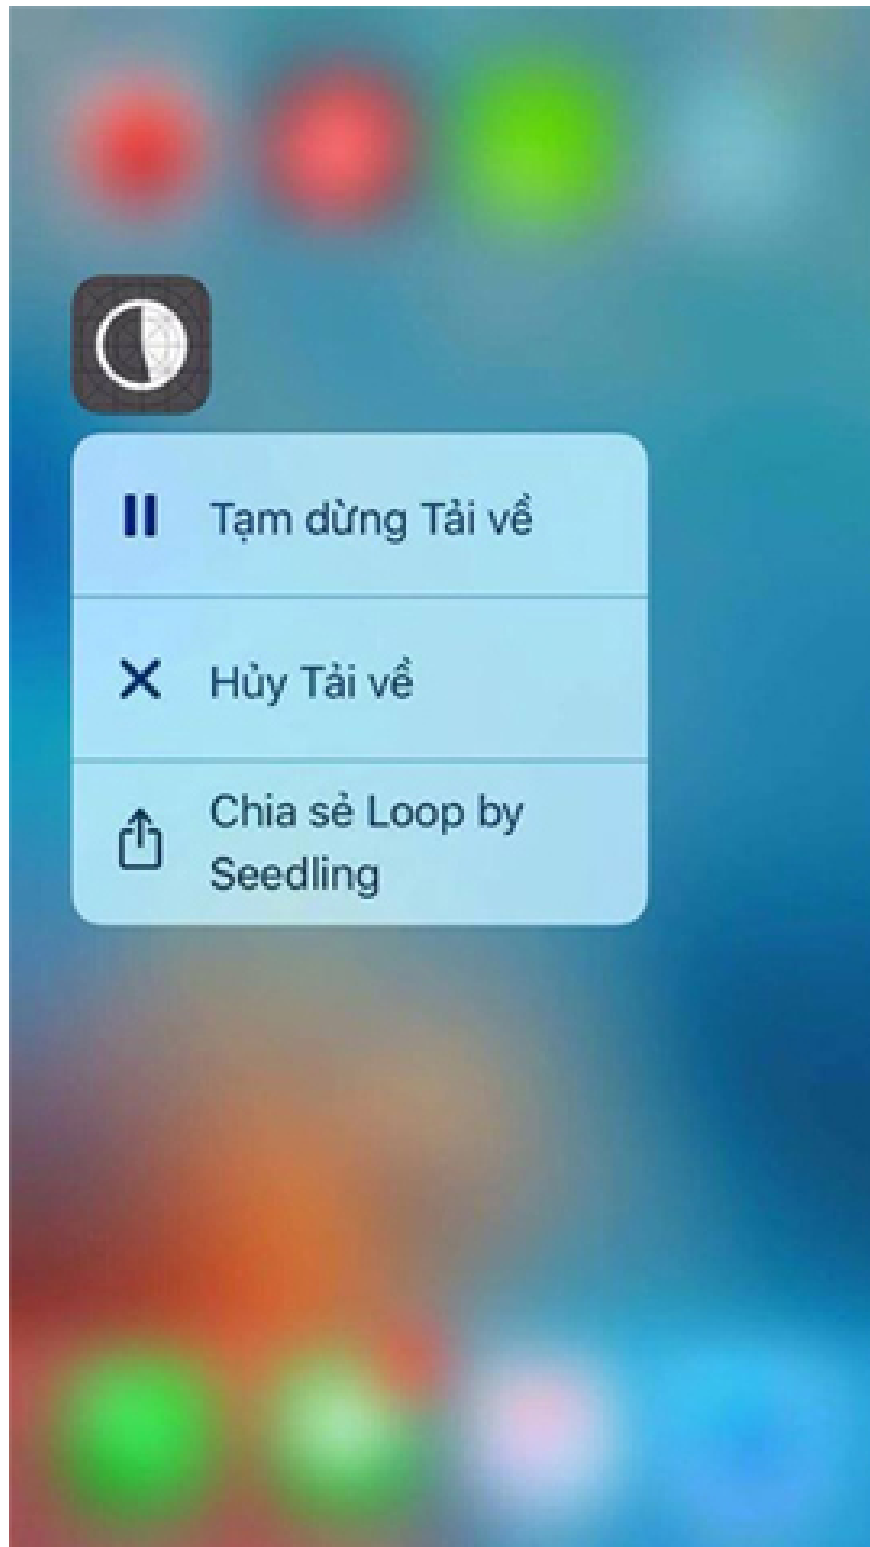 Tạm dừng Tải về
Hủy Tải về
Chia sẻ Loop by
Seedling